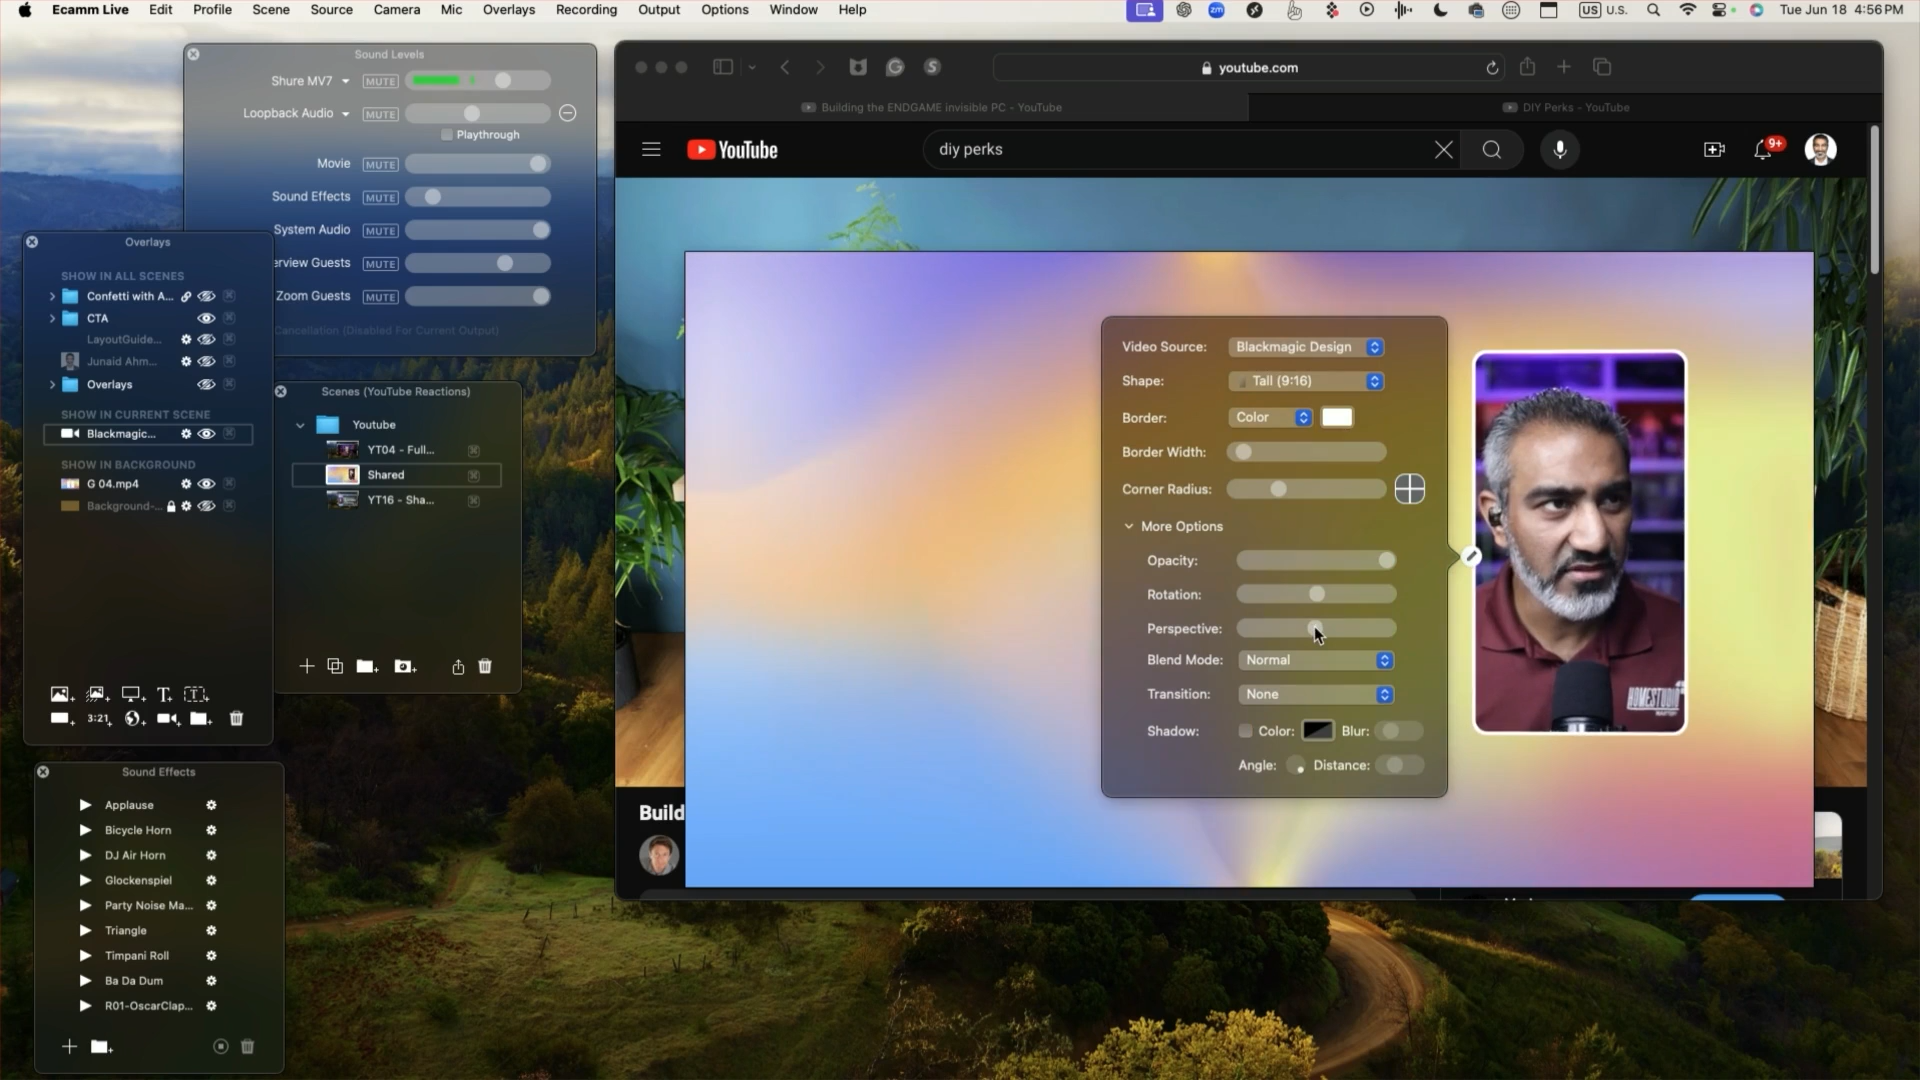 Ecamm Live Edit Profile Scene Source Camera Mic Overlays Recording Output Options Window Help
zm
US U.S. Tue Jun 18 4:56 PM
Sound Levels
Shure MV7 MUTE
Loopback Audio MUTE
Playthrough
Movie MUTE
Sound Effects MUTE
System Audio MUTE
erview Guests MUTE
Zoom Guests MUTE
Cancellation (Disabled For Current Output)
Overlays
SHOW IN ALL SCENES
Confetti with A...
CTA
LayoutGuide...
Junaid Ahm...
Overlays
SHOW IN CURRENT SCENE
Blackmagic...
SHOW IN BACKGROUND
G 04.mp4
Background-...
3:21
Scenes (YouTube Reactions)
Youtube
YT04 - Full...
Shared
YT16 - Sha...
Sound Effects
Applause
Bicycle Horn
DJ Air Horn
Glockenspiel
Party Noise Ma...
Triangle
Timpani Roll
Ba Da Dum
R01-OscarClap...
youtube.com
Building the ENDGAME invisible PC - YouTube
DIY Perks - YouTube
YouTube
diy perks
9+
Video Source: Blackmagic Design
Shape: Tall (9:16)
Border: Color
Border Width:
Corner Radius:
More Options
Opacity:
Rotation:
Perspective:
Blend Mode: Normal
Transition: None
Shadow: Color: Blur:
Angle: Distance:
HOMESTUDIO
Build